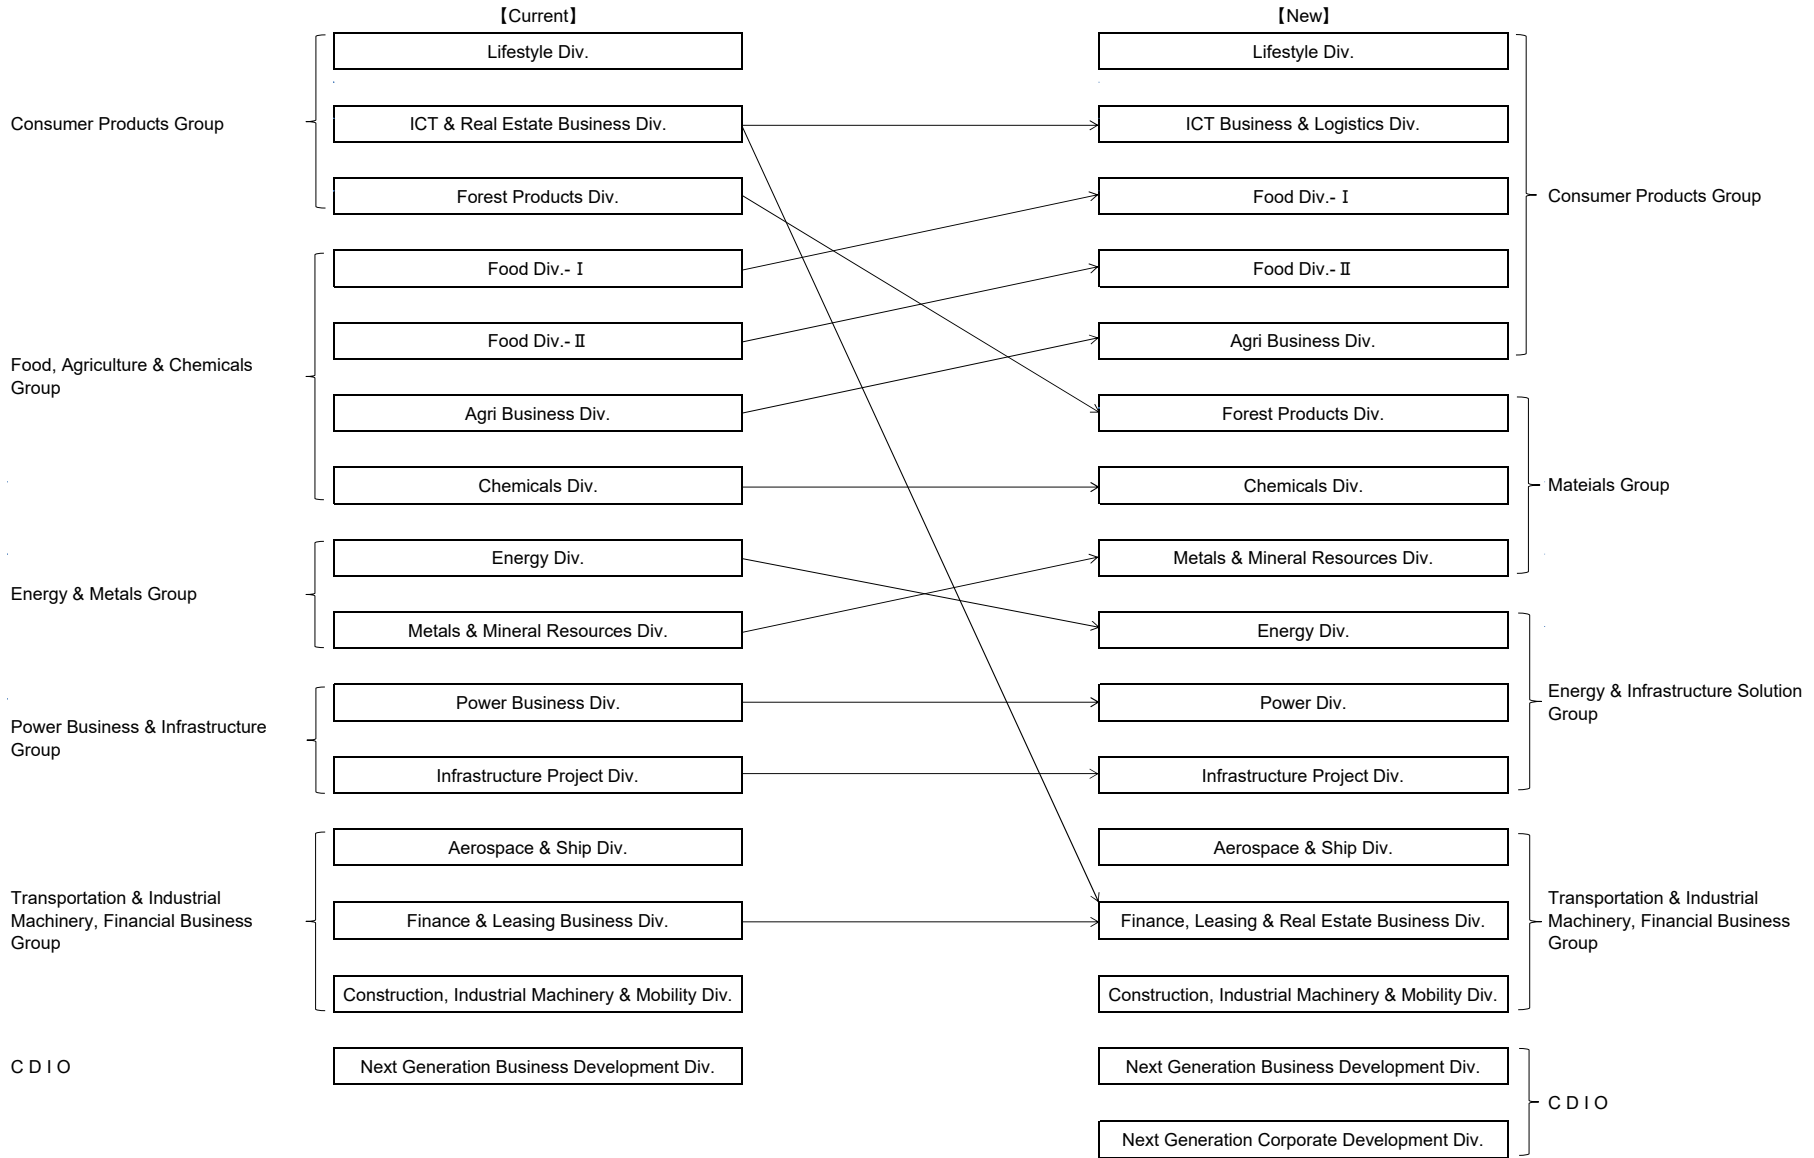 【Current】
【New】
Consumer Products Group
Lifestyle Div.
ICT & Real Estate Business Div.
Forest Products Div.
Food, Agriculture & Chemicals
Group
Food Div.- Ⅰ
Food Div.- Ⅱ
Agri Business Div.
Chemicals Div.
Energy & Metals Group
Energy Div.
Metals & Mineral Resources Div.
Power Business & Infrastructure
Group
Power Business Div.
Infrastructure Project Div.
Transportation & Industrial
Machinery, Financial Business
Group
Aerospace & Ship Div.
Finance & Leasing Business Div.
Construction, Industrial Machinery & Mobility Div.
C D I O
Next Generation Business Development Div.
Lifestyle Div.
ICT Business & Logistics Div.
Food Div.- Ⅰ
Food Div.- Ⅱ
Agri Business Div.
Consumer Products Group
Forest Products Div.
Chemicals Div.
Metals & Mineral Resources Div.
Mateials Group
Energy Div.
Power Div.
Infrastructure Project Div.
Energy & Infrastructure Solution
Group
Aerospace & Ship Div.
Finance, Leasing & Real Estate Business Div.
Construction, Industrial Machinery & Mobility Div.
Transportation & Industrial
Machinery, Financial Business
Group
Next Generation Business Development Div.
Next Generation Corporate Development Div.
C D I O